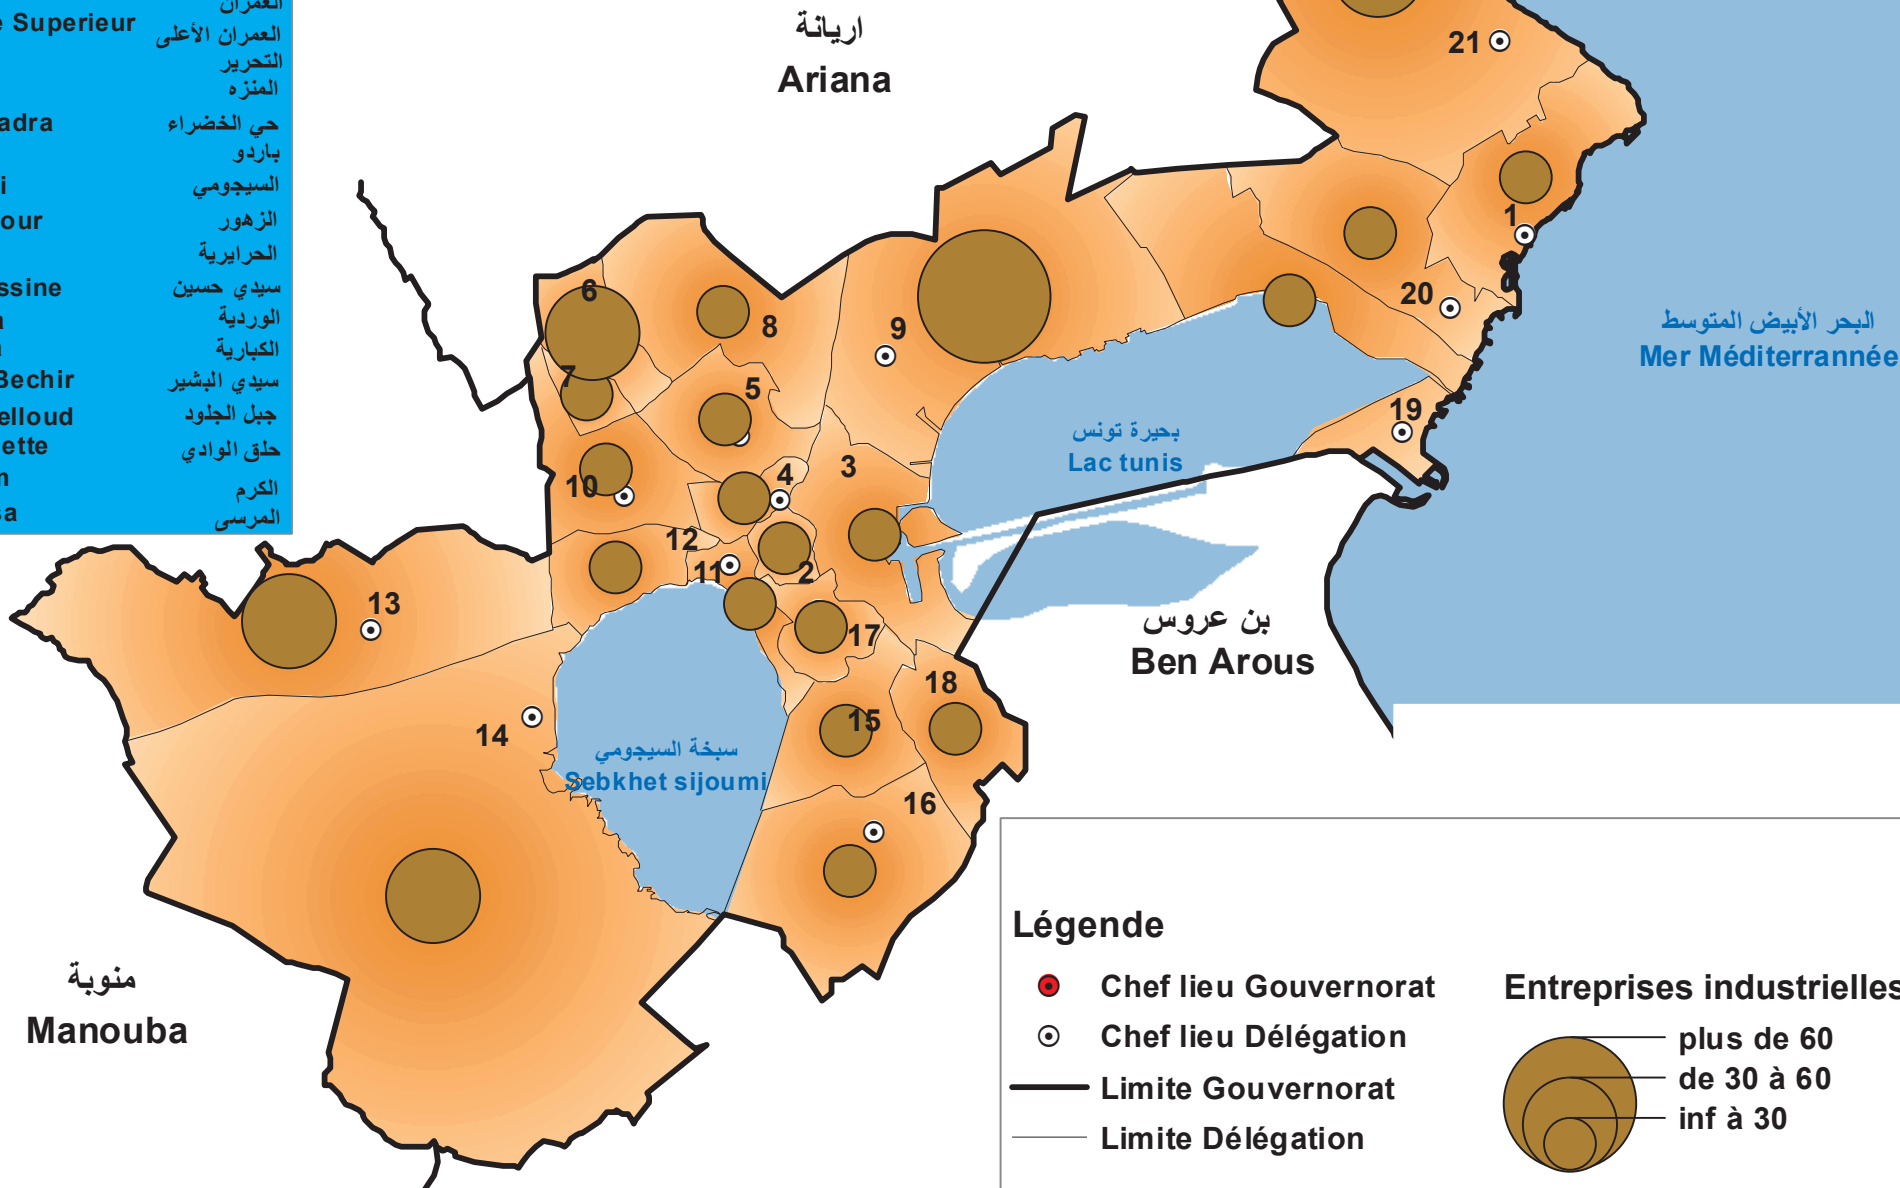 العمران
e Superieur العمران الأعلى
التحرير
المنزه
adra حي الخضراء
باردو
i السيجومي
our الزهور
الحرايرية
ssine سيدي حسين
a الوردية
a الكبارية
Bechir سيدي البشير
elloud جبل الجلود
ette حلق الوادي
n الكرم
sa المرسى
اريانة
Ariana
21
1
20
19
البحر الأبيض المتوسط
Mer Méditerrannée
6
8
9
7
5
بحيرة تونس
Lac tunis
3
4
10
12
11
2
13
17
بن عروس
Ben Arous
18
14
15
سبخة السيجومي
Sebkhet sijoumi
16
منوبة
Manouba
Légende
Chef lieu Gouvernorat
Chef lieu Délégation
Limite Gouvernorat
Limite Délégation
Entreprises industrielles
plus de 60
de 30 à 60
inf à 30